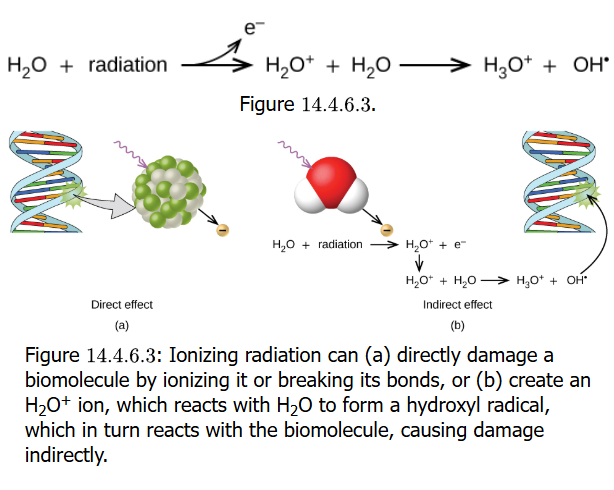 e⁻
H₂O + radiation ⟶ H₂O⁺ + H₂O ⟶ H₃O⁺ + OH•
Figure 14.4.6.3.
H₂O + radiation ⟶ H₂O⁺ + e⁻
H₂O⁺ + H₂O ⟶ H₃O⁺ + OH•
Direct effect
(a)
Indirect effect
(b)
Figure 14.4.6.3: Ionizing radiation can (a) directly damage a
biomolecule by ionizing it or breaking its bonds, or (b) create an
H₂O⁺ ion, which reacts with H₂O to form a hydroxyl radical,
which in turn reacts with the biomolecule, causing damage
indirectly.